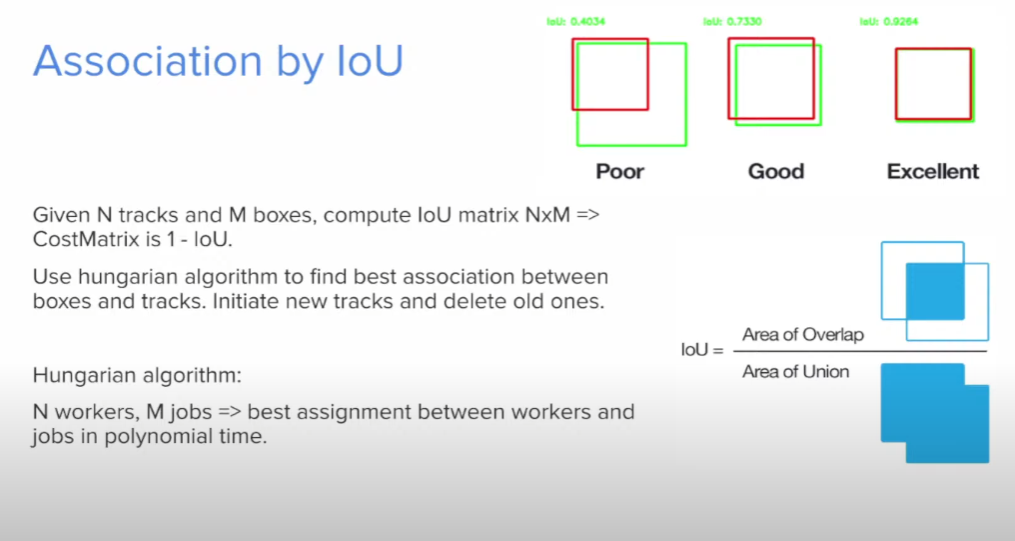 IoU: 0.4034
IoU: 0.7330
IoU: 0.9264
Association by IoU
Poor
Good
Excellent
Given N tracks and M boxes, compute IoU matrix NxM =>
CostMatrix is 1 - IoU.
Use hungarian algorithm to find best association between
boxes and tracks. Initiate new tracks and delete old ones.
IoU =
Area of Overlap
Area of Union
Hungarian algorithm:
N workers, M jobs => best assignment between workers and
jobs in polynomial time.